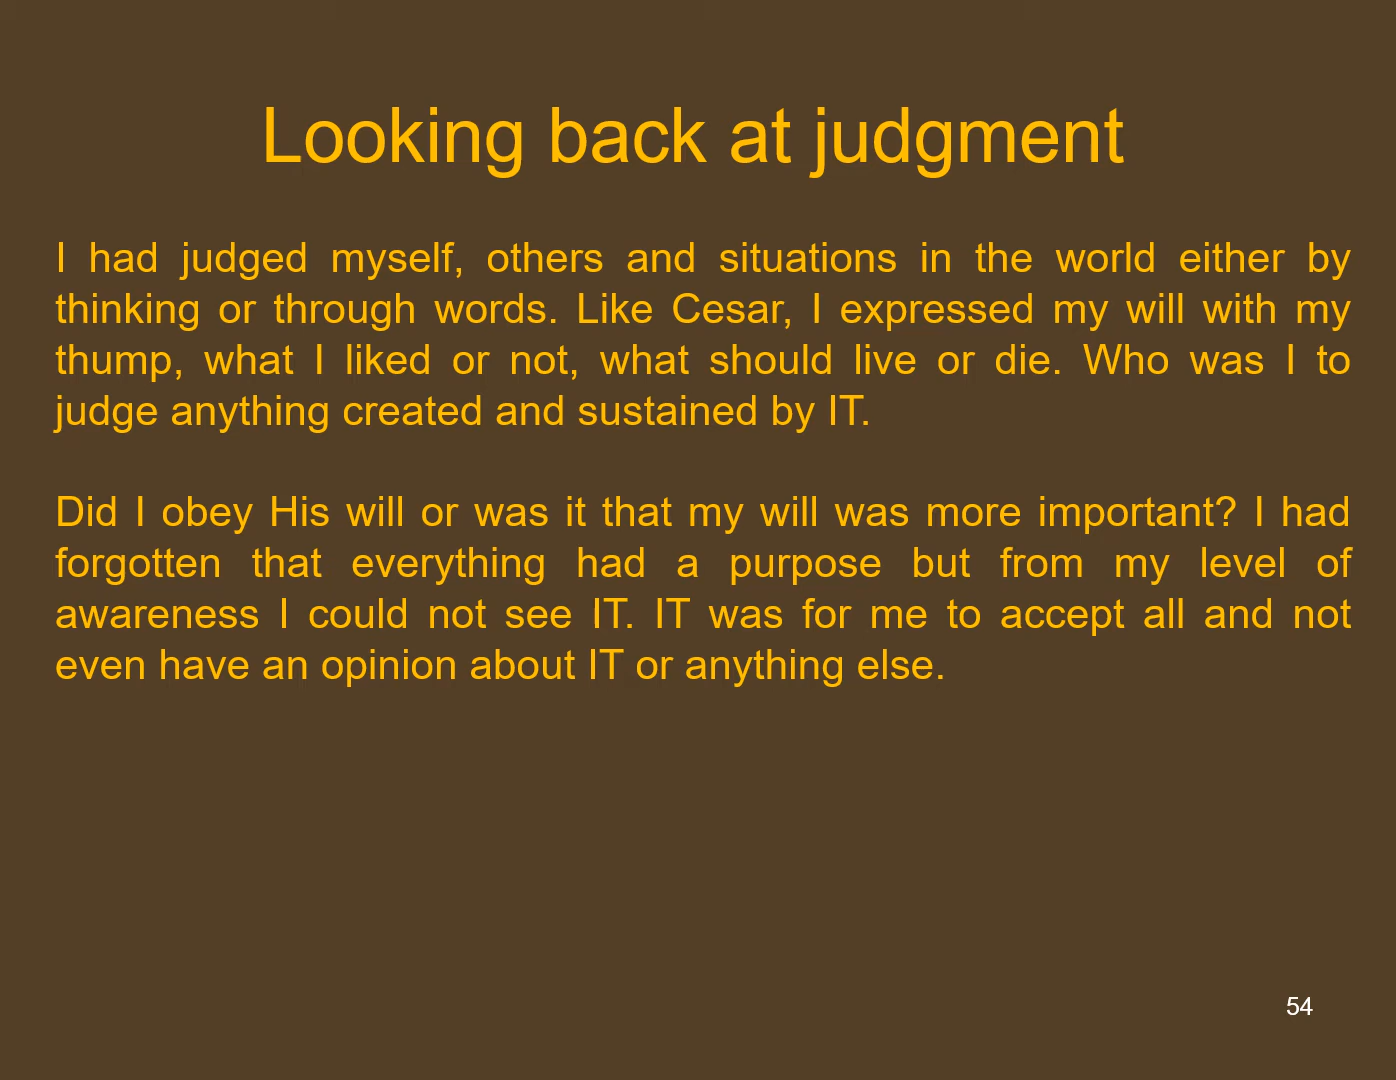 Looking back at judgment
I had judged myself, others and situations in the world either by
thinking or through words. Like Cesar, I expressed my will with my
thump, what I liked or not, what should live or die. Who was I to
judge anything created and sustained by IT.
Did I obey His will or was it that my will was more important? I had
forgotten that everything had a purpose but from my level of
awareness I could not see IT. IT was for me to accept all and not
even have an opinion about IT or anything else.
54